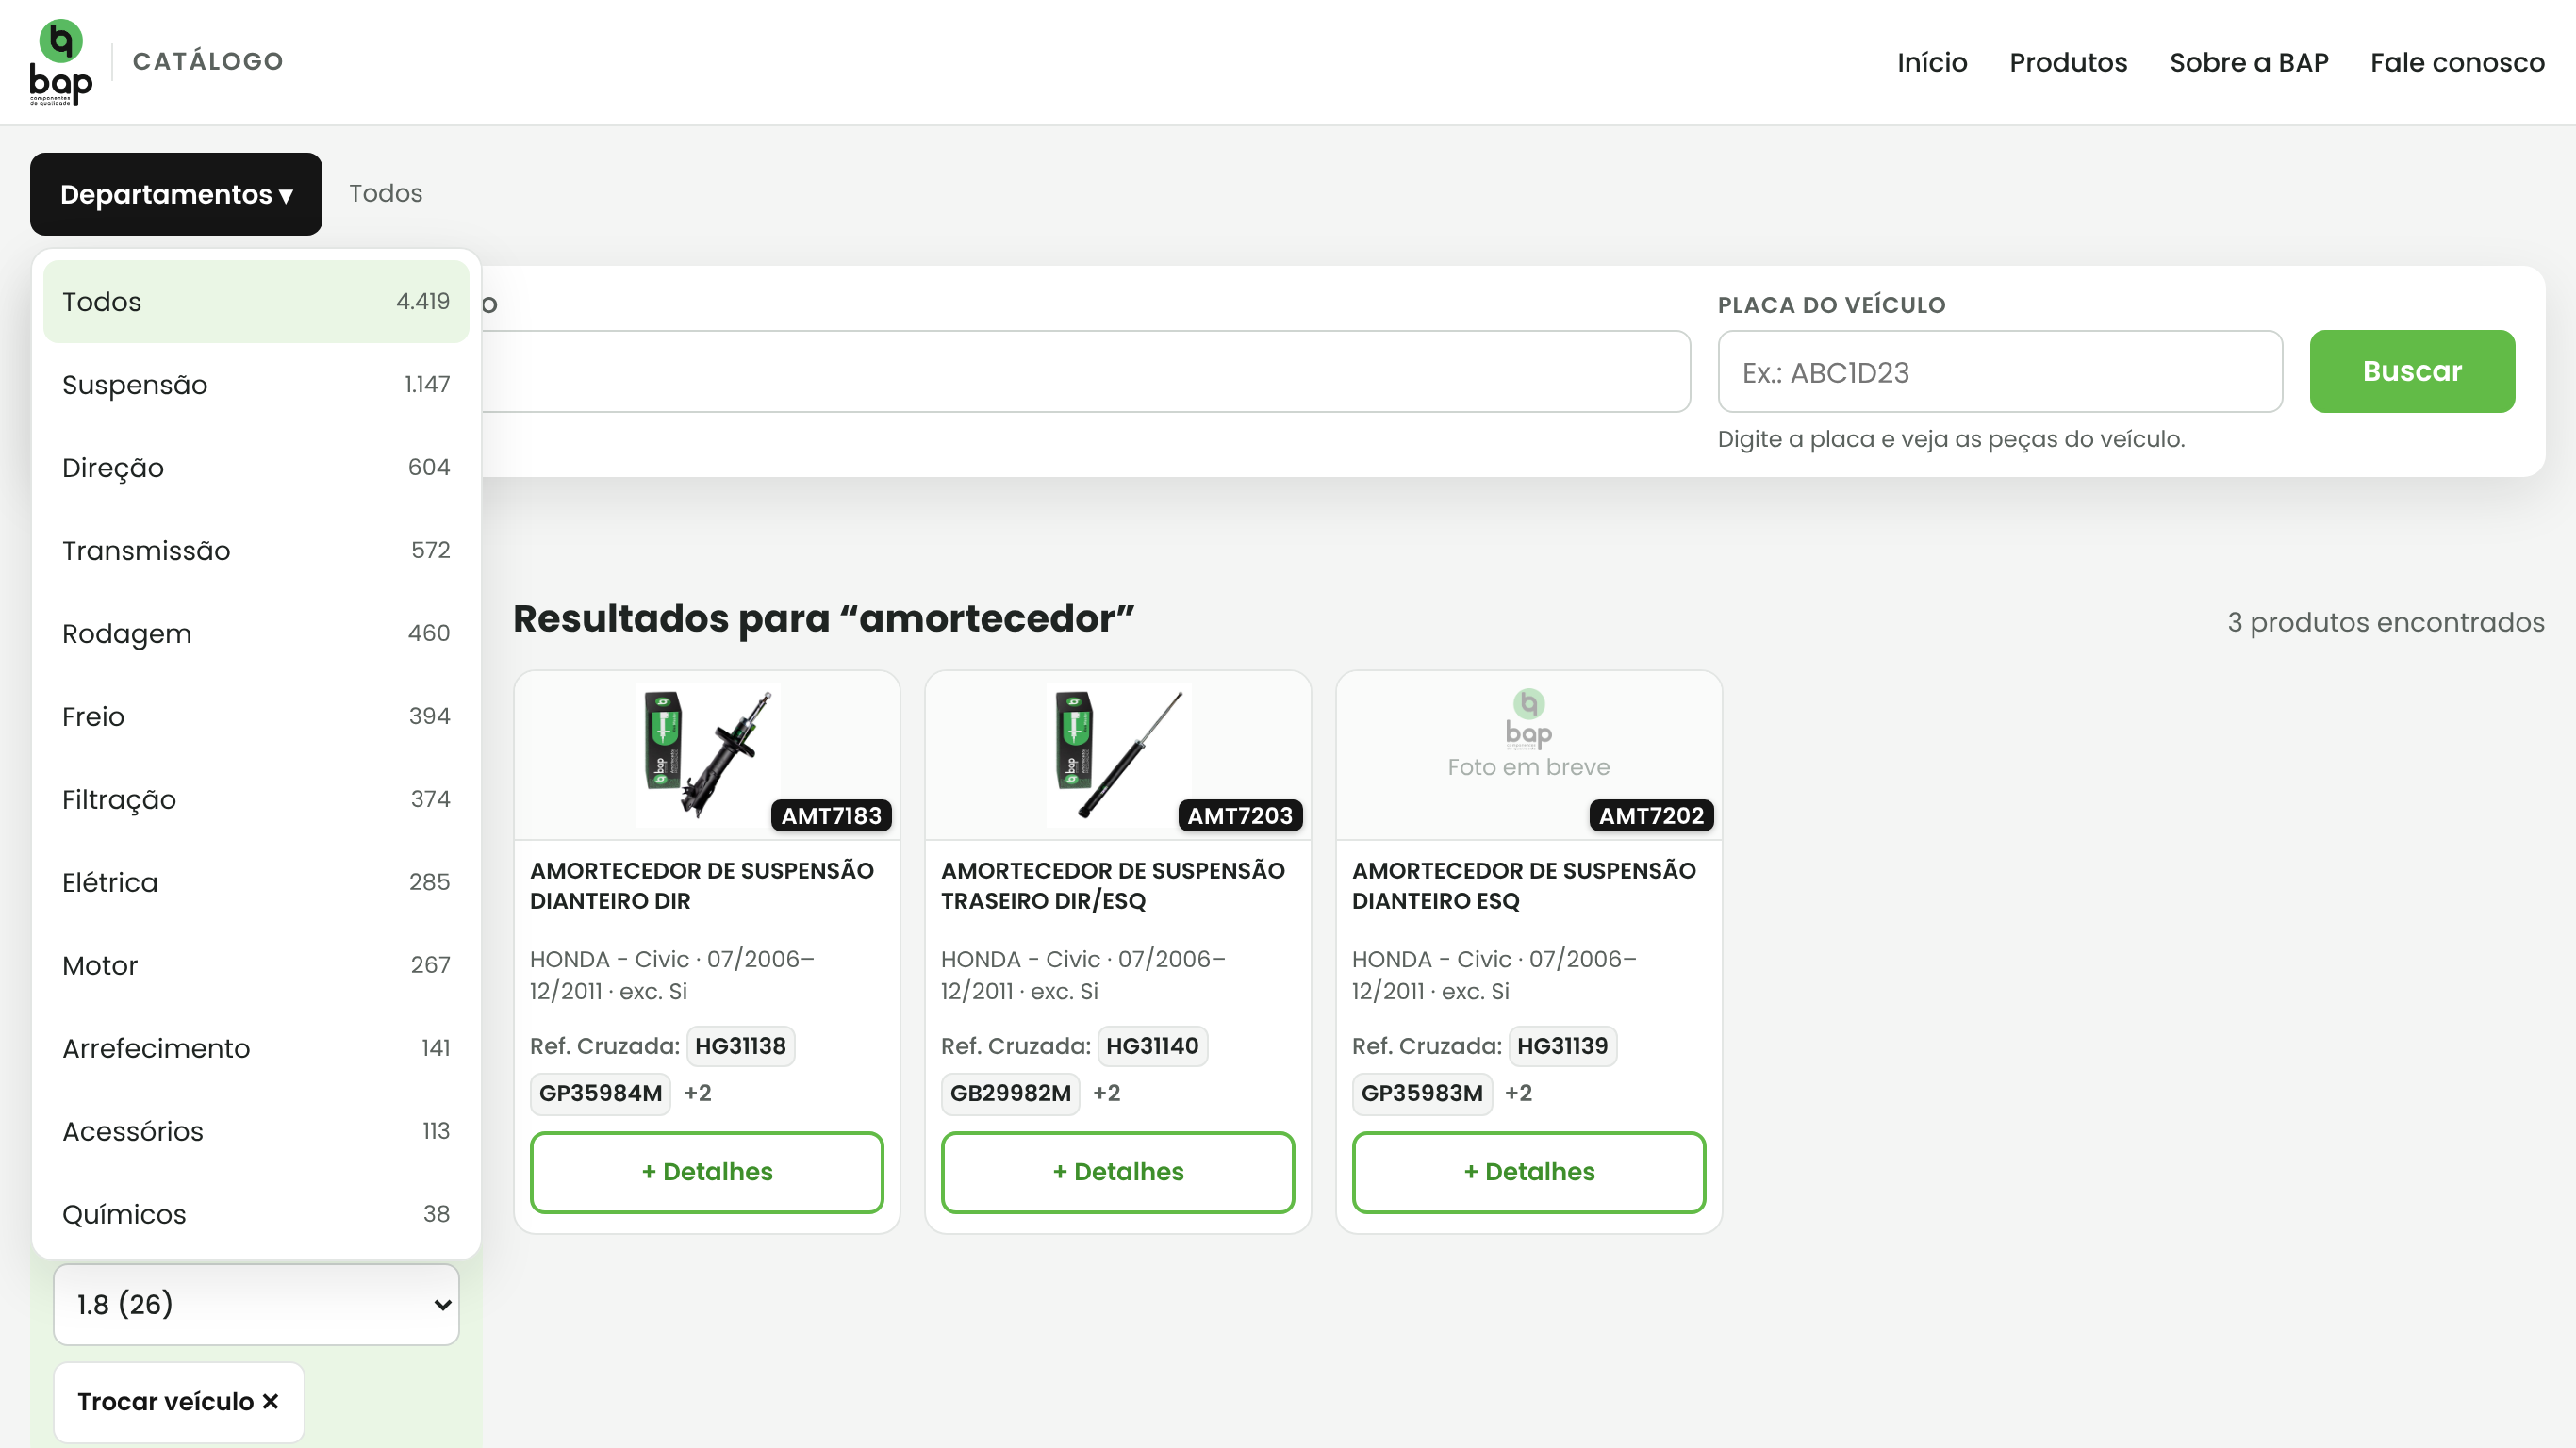 bap
componentes
de qualidade
CATÁLOGO
Início
Produtos
Sobre a BAP
Fale conosco
Departamentos ▾
Todos
Todos 4.419
Suspensão 1.147
Direção 604
Transmissão 572
Rodagem 460
Freio 394
Filtração 374
Elétrica 285
Motor 267
Arrefecimento 141
Acessórios 113
Químicos 38
PLACA DO VEÍCULO
Ex.: ABC1D23
Buscar
Digite a placa e veja as peças do veículo.
Resultados para “amortecedor”
3 produtos encontrados
bap
AMT7183
AMORTECEDOR DE SUSPENSÃO
DIANTEIRO DIR
HONDA - Civic · 07/2006–
12/2011 · exc. Si
Ref. Cruzada: HG31138
GP35984M +2
+ Detalhes
bap
AMT7203
AMORTECEDOR DE SUSPENSÃO
TRASEIRO DIR/ESQ
HONDA - Civic · 07/2006–
12/2011 · exc. Si
Ref. Cruzada: HG31140
GB29982M +2
+ Detalhes
bap
Foto em breve
AMT7202
AMORTECEDOR DE SUSPENSÃO
DIANTEIRO ESQ
HONDA - Civic · 07/2006–
12/2011 · exc. Si
Ref. Cruzada: HG31139
GP35983M +2
+ Detalhes
1.8 (26)
Trocar veículo ✕